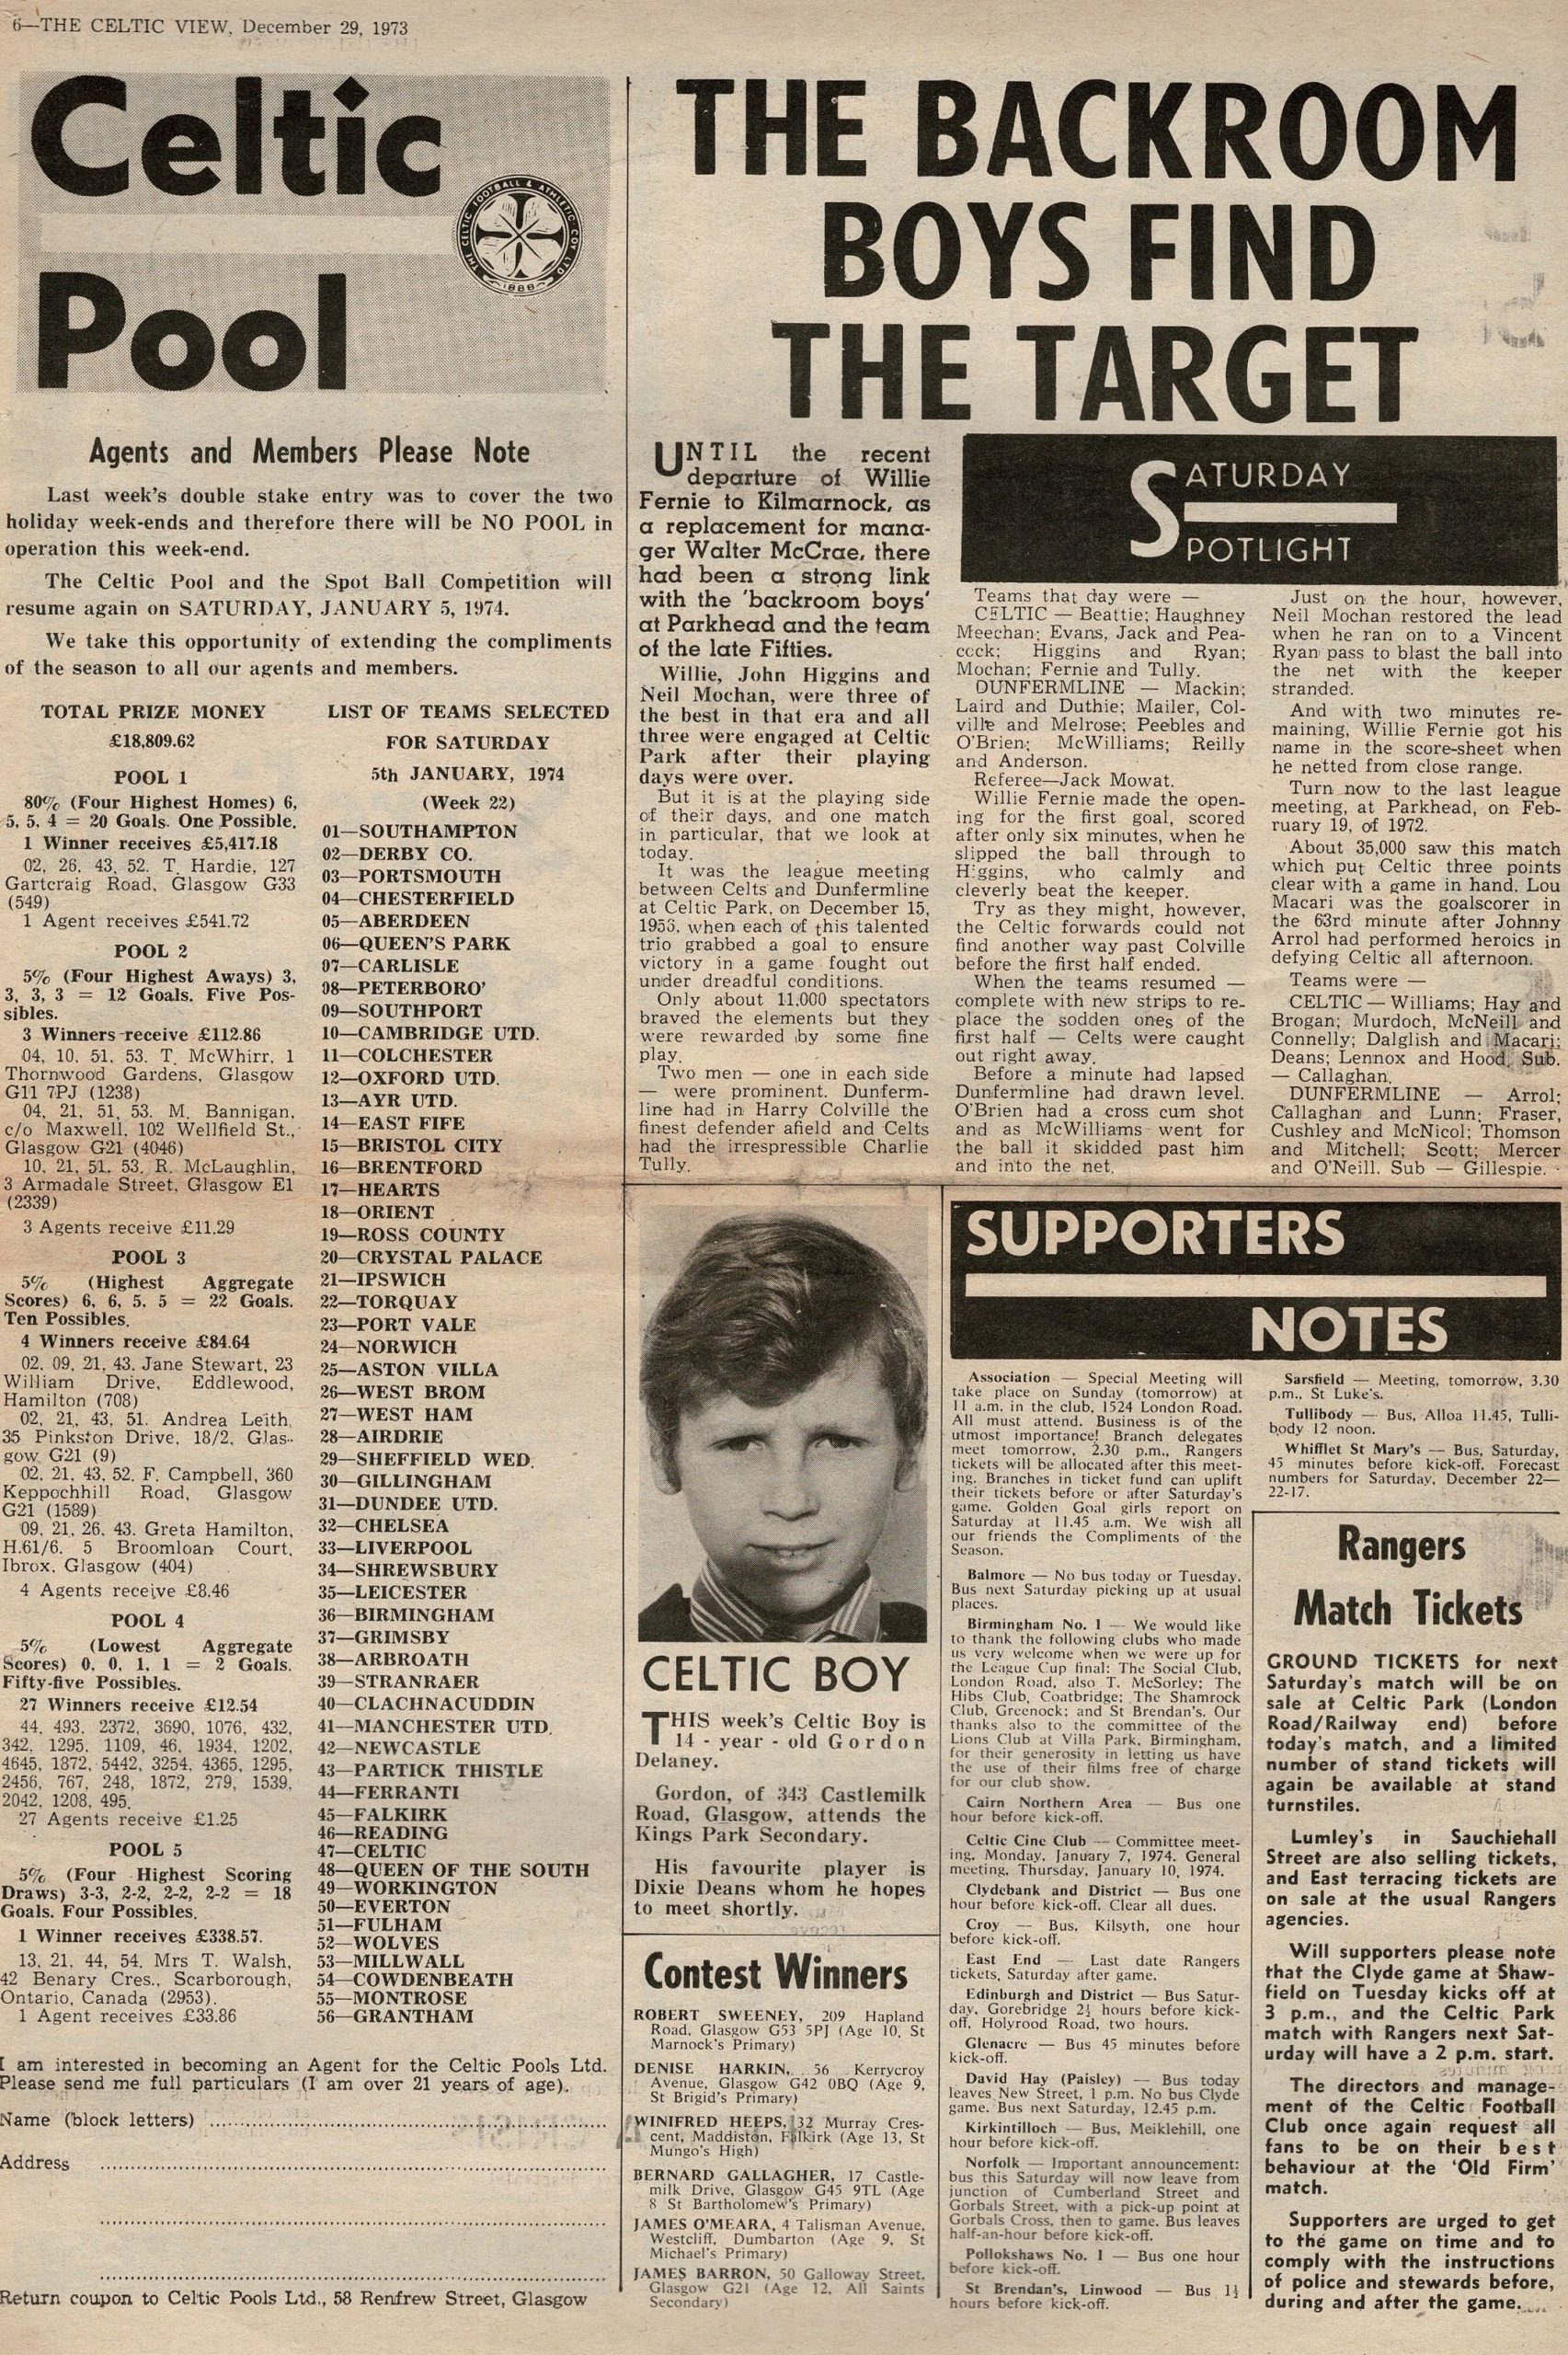 6—THE CELTIC VIEW, December 29, 1973
Celtic
Pool
THE CELTIC FOOTBALL & ATHLETIC COY LTD
1888
Agents and Members Please Note
Last week's double stake entry was to cover the two
holiday week-ends and therefore there will be NO POOL in
operation this week-end.
The Celtic Pool and the Spot Ball Competition will
resume again on SATURDAY, JANUARY 5, 1974.
We take this opportunity of extending the compliments
of the season to all our agents and members.
TOTAL PRIZE MONEY
£18,809.62
POOL 1
80% (Four Highest Homes) 6,
5, 5, 4 = 20 Goals. One Possible.
1 Winner receives £5,417.18
02, 26, 43, 52. T. Hardie, 127
Gartcraig Road, Glasgow G33
(549)
1 Agent receives £541.72
POOL 2
5% (Four Highest Aways) 3,
3, 3, 3 = 12 Goals. Five Pos-
sibles.
3 Winners receive £112.86
04, 10, 51, 53. T. McWhirr, 1
Thornwood Gardens, Glasgow
G11 7PJ (1238)
04, 21, 51, 53. M. Bannigan,
c/o Maxwell, 102 Wellfield St.,
Glasgow G21 (4046)
10, 21, 51, 53. R. McLaughlin,
3 Armadale Street, Glasgow E1
(2339)
3 Agents receive £11.29
POOL 3
5% (Highest Aggregate
Scores) 6, 6, 5, 5 = 22 Goals.
Ten Possibles.
4 Winners receive £84.64
02, 09, 21, 43. Jane Stewart, 23
William Drive, Eddlewood,
Hamilton (708)
02, 21, 43, 51. Andrea Leith,
35 Pinkston Drive, 18/2, Glas-
gow G21 (9)
02, 21, 43, 52. F. Campbell, 360
Keppochhill Road, Glasgow
G21 (1589)
09, 21, 26, 43. Greta Hamilton,
H.61/6. 5 Broomloan Court,
Ibrox, Glasgow (404)
4 Agents receive £8.46
POOL 4
5% (Lowest Aggregate
Scores) 0, 0, 1, 1 = 2 Goals.
Fifty-five Possibles.
27 Winners receive £12.54
44, 493, 2372, 3690, 1076, 432,
342, 1295, 1109, 46, 1934, 1202,
4645, 1872, 5442, 3254, 4365, 1295,
2456, 767, 248, 1872, 279, 1539,
2042, 1208, 495.
27 Agents receive £1.25
POOL 5
5% (Four Highest Scoring
Draws) 3-3, 2-2, 2-2, 2-2 = 18
Goals. Four Possibles.
1 Winner receives £338.57.
13, 21, 44, 54. Mrs T. Walsh,
42 Benary Cres., Scarborough,
Ontario, Canada (2953).
1 Agent receives £33.86
LIST OF TEAMS SELECTED
FOR SATURDAY
5th JANUARY, 1974
(Week 22)
01—SOUTHAMPTON
02—DERBY CO.
03—PORTSMOUTH
04—CHESTERFIELD
05—ABERDEEN
06—QUEEN'S PARK
07—CARLISLE
08—PETERBORO'
09—SOUTHPORT
10—CAMBRIDGE UTD.
11—COLCHESTER
12—OXFORD UTD.
13—AYR UTD.
14—EAST FIFE
15—BRISTOL CITY
16—BRENTFORD
17—HEARTS
18—ORIENT
19—ROSS COUNTY
20—CRYSTAL PALACE
21—IPSWICH
22—TORQUAY
23—PORT VALE
24—NORWICH
25—ASTON VILLA
26—WEST BROM
27—WEST HAM
28—AIRDRIE
29—SHEFFIELD WED.
30—GILLINGHAM
31—DUNDEE UTD.
32—CHELSEA
33—LIVERPOOL
34—SHREWSBURY
35—LEICESTER
36—BIRMINGHAM
37—GRIMSBY
38—ARBROATH
39—STRANRAER
40—CLACHNACUDDIN
41—MANCHESTER UTD.
42—NEWCASTLE
43—PARTICK THISTLE
44—FERRANTI
45—FALKIRK
46—READING
47—CELTIC
48—QUEEN OF THE SOUTH
49—WORKINGTON
50—EVERTON
51—FULHAM
52—WOLVES
53—MILLWALL
54—COWDENBEATH
55—MONTROSE
56—GRANTHAM
I am interested in becoming an Agent for the Celtic Pools Ltd.
Please send me full particulars (I am over 21 years of age).
Name (block letters)
Address
Return coupon to Celtic Pools Ltd., 58 Renfrew Street, Glasgow
THE BACKROOM
BOYS FIND
THE TARGET
UNTIL the recent
departure of Willie
Fernie to Kilmarnock, as
a replacement for mana-
ger Walter McCrae, there
had been a strong link
with the 'backroom boys'
at Parkhead and the team
of the late Fifties.
Willie, John Higgins and
Neil Mochan, were three of
the best in that era and all
three were engaged at Celtic
Park after their playing
days were over.
But it is at the playing side
of their days, and one match
in particular, that we look at
today.
It was the league meeting
between Celts and Dunfermline
at Celtic Park, on December 15,
1956, when each of this talented
trio grabbed a goal to ensure
victory in a game fought out
under dreadful conditions.
Only about 11,000 spectators
braved the elements but they
were rewarded by some fine
play.
Two men — one in each side
— were prominent. Dunferm-
line had in Harry Colville the
finest defender afield and Celts
had the irrespressible Charlie
Tully.
SATURDAY
SPOTLIGHT
Teams that day were —
CELTIC — Beattie; Haughney
Meechan; Evans, Jack and Pea-
cock; Higgins and Ryan;
Mochan; Fernie and Tully.
DUNFERMLINE — Mackin;
Laird and Duthie; Mailer, Col-
ville and Melrose; Peebles and
O'Brien; McWilliams; Reilly
and Anderson.
Referee—Jack Mowat.
Willie Fernie made the open-
ing for the first goal, scored
after only six minutes, when he
slipped the ball through to
Higgins, who calmly and
cleverly beat the keeper.
Try as they might, however,
the Celtic forwards could not
find another way past Colville
before the first half ended.
When the teams resumed —
complete with new strips to re-
place the sodden ones of the
first half — Celts were caught
out right away.
Before a minute had lapsed
Dunfermline had drawn level.
O'Brien had a cross cum shot
and as McWilliams went for
the ball it skidded past him
and into the net.
Just on the hour, however,
Neil Mochan restored the lead
when he ran on to a Vincent
Ryan pass to blast the ball into
the net with the keeper
stranded.
And with two minutes re-
maining, Willie Fernie got his
name in the score-sheet when
he netted from close range.
Turn now to the last league
meeting, at Parkhead, on Feb-
ruary 19, of 1972.
About 35,000 saw this match
which put Celtic three points
clear with a game in hand. Lou
Macari was the goalscorer in
the 63rd minute after Johnny
Arrol had performed heroics in
defying Celtic all afternoon.
Teams were —
CELTIC — Williams; Hay and
Brogan; Murdoch, McNeill and
Connelly; Dalglish and Macari;
Deans; Lennox and Hood. Sub.
— Callaghan.
DUNFERMLINE — Arrol;
Callaghan and Lunn; Fraser,
Cushley and McNicol; Thomson
and Mitchell; Scott; Mercer
and O'Neill. Sub — Gillespie.
CELTIC BOY
THIS week's Celtic Boy is
14 - year - old Gordon
Delaney.
Gordon, of 343 Castlemilk
Road, Glasgow, attends the
Kings Park Secondary.
His favourite player is
Dixie Deans whom he hopes
to meet shortly.
Contest Winners
ROBERT SWEENEY, 209 Hapland
Road, Glasgow G53 5PJ (Age 10, St
Marnock's Primary)
DENISE HARKIN, 56 Kerrycroy
Avenue, Glasgow G42 0BQ (Age 9,
St Brigid's Primary)
WINIFRED HEEPS, 32 Murray Cres-
cent, Maddiston, Falkirk (Age 13, St
Mungo's High)
BERNARD GALLAGHER, 17 Castle-
milk Drive, Glasgow G45 9TL (Age
8 St Bartholomew's Primary)
JAMES O'MEARA, 4 Talisman Avenue,
Westcliff, Dumbarton (Age 9, St
Michael's Primary)
JAMES BARRON, 50 Galloway Street,
Glasgow G21 (Age 12, All Saints
Secondary)
SUPPORTERS
NOTES
Association — Special Meeting will
take place on Sunday (tomorrow) at
11 a.m. in the club, 1524 London Road.
All must attend. Business is of the
utmost importance! Branch delegates
meet tomorrow, 2.30 p.m., Rangers
tickets will be allocated after this meet-
ing. Branches in ticket fund can uplift
their tickets before or after Saturday's
game. Golden Goal girls report on
Saturday at 11.45 a.m. We wish all
our friends the Compliments of the
Season.
Balmore — No bus today or Tuesday.
Bus next Saturday picking up at usual
places.
Birmingham No. 1 — We would like
to thank the following clubs who made
us very welcome when we were up for
the League Cup final: The Social Club,
London Road, also T. McSorley; The
Hibs Club, Coatbridge; The Shamrock
Club, Greenock; and St Brendan's. Our
thanks also to the committee of the
Lions Club at Villa Park, Birmingham,
for their generosity in letting us have
the use of their films free of charge
for our club show.
Cairn Northern Area — Bus one
hour before kick-off.
Celtic Cine Club — Committee meet-
ing, Monday, January 7, 1974. General
meeting, Thursday, January 10, 1974.
Clydebank and District — Bus one
hour before kick-off. Clear all dues.
Croy — Bus, Kilsyth, one hour
before kick-off.
East End — Last date Rangers
tickets, Saturday after game.
Edinburgh and District — Bus Satur-
day, Gorebridge 2½ hours before kick-
off, Holyrood Road, two hours.
Glenacre — Bus 45 minutes before
kick-off.
David Hay (Paisley) — Bus today
leaves New Street, 1 p.m. No bus Clyde
game. Bus next Saturday, 12.45 p.m.
Kirkintilloch — Bus, Meiklehill, one
hour before kick-off.
Norfolk — Important announcement:
bus this Saturday will now leave from
junction of Cumberland Street and
Gorbals Street, with a pick-up point at
Gorbals Cross, then to game. Bus leaves
half-an-hour before kick-off.
Pollokshaws No. 1 — Bus one hour
before kick-off.
St Brendan's, Linwood — Bus 1½
hours before kick-off.
Sarsfield — Meeting, tomorrow, 3.30
p.m., St Luke's.
Tullibody — Bus, Alloa 11.45, Tulli-
body 12 noon.
Whifflet St Mary's — Bus, Saturday,
45 minutes before kick-off. Forecast
numbers for Saturday, December 22—
22-17.
Rangers
Match Tickets
GROUND TICKETS for next
Saturday's match will be on
sale at Celtic Park (London
Road/Railway end) before
today's match, and a limited
number of stand tickets will
again be available at stand
turnstiles.
Lumley's in Sauchiehall
Street are also selling tickets,
and East terracing tickets are
on sale at the usual Rangers
agencies.
Will supporters please note
that the Clyde game at Shaw-
field on Tuesday kicks off at
3 p.m., and the Celtic Park
match with Rangers next Sat-
urday will have a 2 p.m. start.
The directors and manage-
ment of the Celtic Football
Club once again request all
fans to be on their best
behaviour at the 'Old Firm'
match.
Supporters are urged to get
to the game on time and to
comply with the instructions
of police and stewards before,
during and after the game.